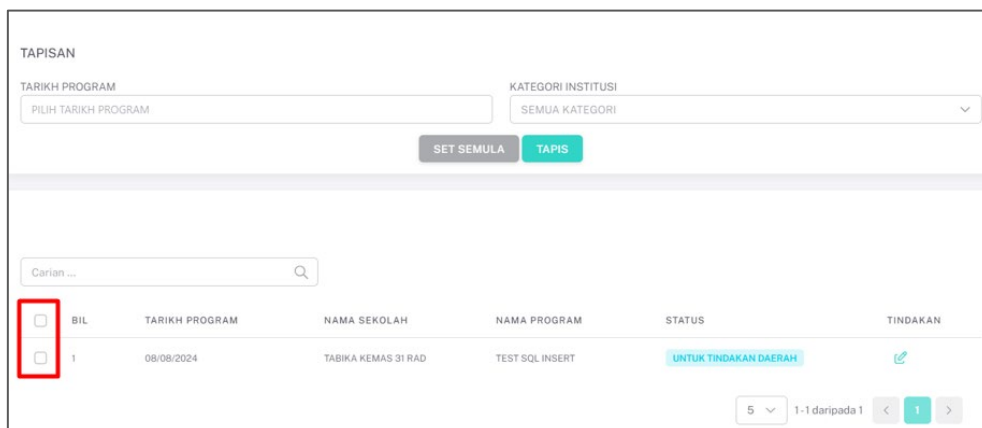 TAPISAN
TARIKH PROGRAM
PILIH TARIKH PROGRAM
KATEGORI INSTITUSI
SEMUA KATEGORI
SET SEMULA TAPIS
Carian ...
BIL TARIKH PROGRAM NAMA SEKOLAH NAMA PROGRAM STATUS TINDAKAN
1 08/08/2024 TABIKA KEMAS 31 RAD TEST SQL INSERT UNTUK TINDAKAN DAERAH
5 1-1 daripada 1 < 1 >